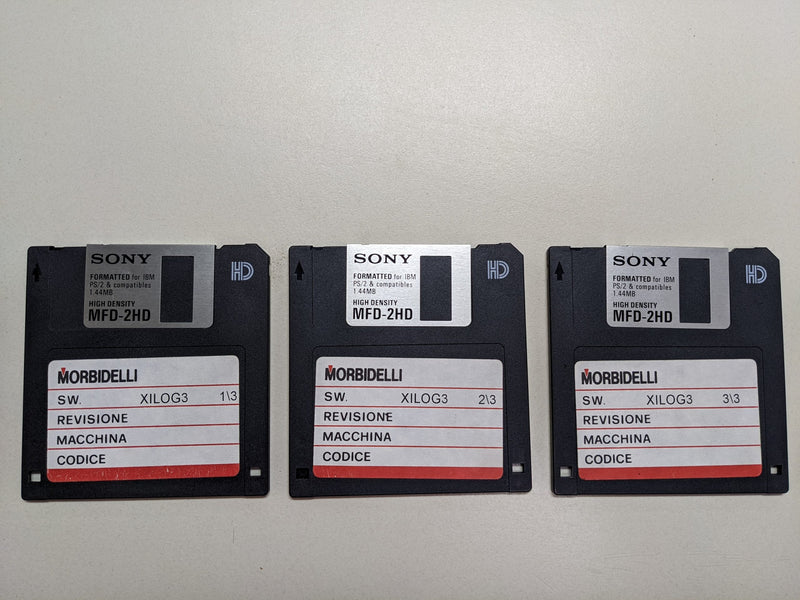 SONY
FORMATTED for IBM
PS/2 & compatibles
1.44MB
HIGH DENSITY
MFD-2HD
HD
MORBIDELLI
SW. XILOG3 1\3
REVISIONE
MACCHINA
CODICE
SONY
FORMATTED for IBM
PS/2 & compatibles
1.44MB
HIGH DENSITY
MFD-2HD
HD
MORBIDELLI
SW. XILOG3 2\3
REVISIONE
MACCHINA
CODICE
SONY
FORMATTED for IBM
PS/2 & compatibles
1.44MB
HIGH DENSITY
MFD-2HD
HD
MORBIDELLI
SW. XILOG3 3\3
REVISIONE
MACCHINA
CODICE